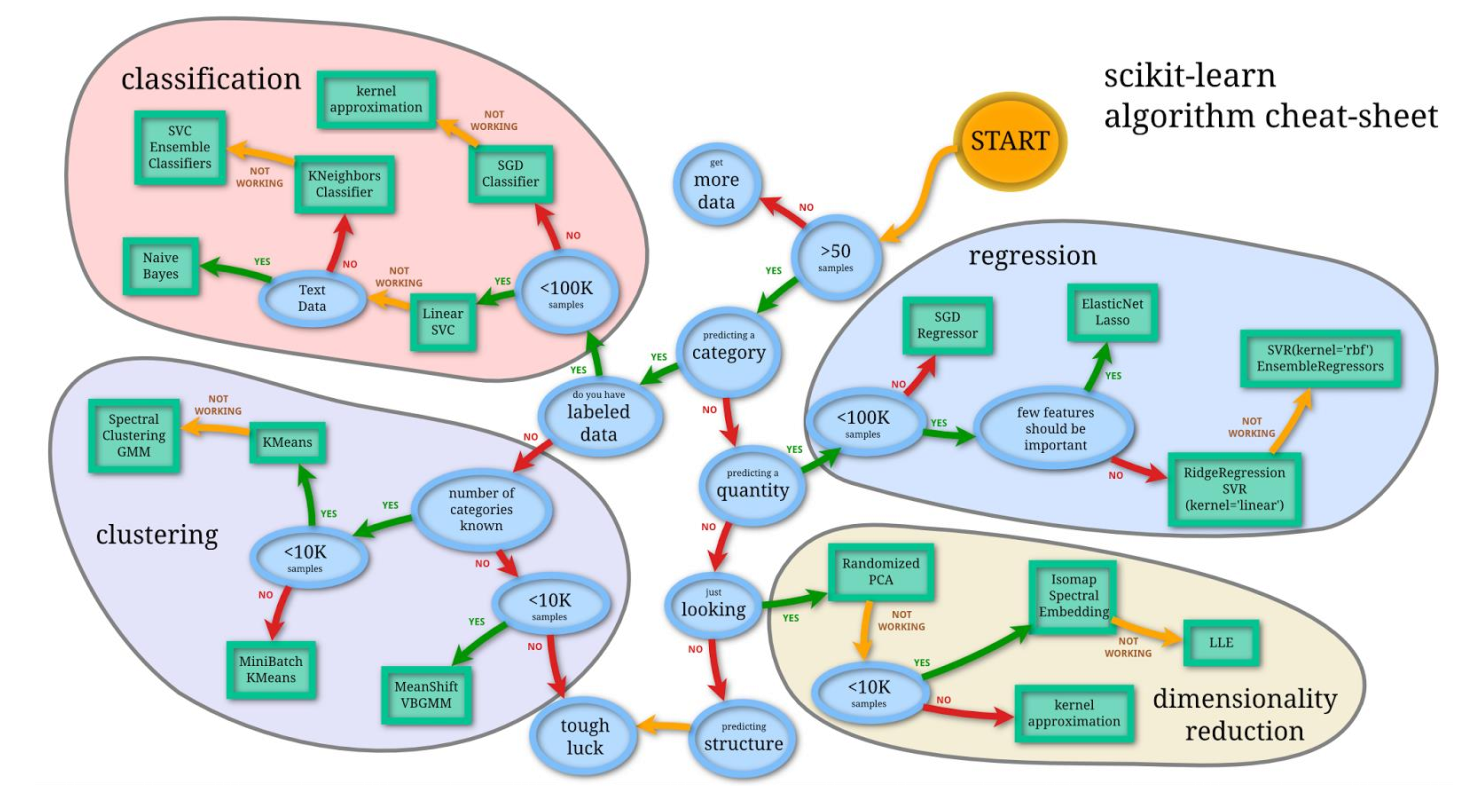 scikit-learn
algorithm cheat-sheet
START
get
more
data
NO
>50
samples
YES
predicting a
category
YES
NO
do you have
labeled
data
YES
NO
predicting a
quantity
YES
NO
just
looking
YES
NO
predicting
structure
tough
luck
classification
kernel
approximation
NOT
WORKING
SGD
Classifier
NO
<100K
samples
YES
Linear
SVC
NOT
WORKING
Text
Data
YES
NO
Naive
Bayes
KNeighbors
Classifier
NOT
WORKING
SVC
Ensemble
Classifiers
regression
<100K
samples
NO
SGD
Regressor
YES
few features
should be
important
YES
ElasticNet
Lasso
NO
RidgeRegression
SVR
(kernel='linear')
NOT
WORKING
SVR(kernel='rbf')
EnsembleRegressors
clustering
number of
categories
known
YES
NO
<10K
samples
YES
NO
KMeans
NOT
WORKING
Spectral
Clustering
GMM
MiniBatch
KMeans
<10K
samples
YES
NO
MeanShift
VBGMM
dimensionality
reduction
Randomized
PCA
NOT
WORKING
<10K
samples
YES
NO
Isomap
Spectral
Embedding
NOT
WORKING
LLE
kernel
approximation